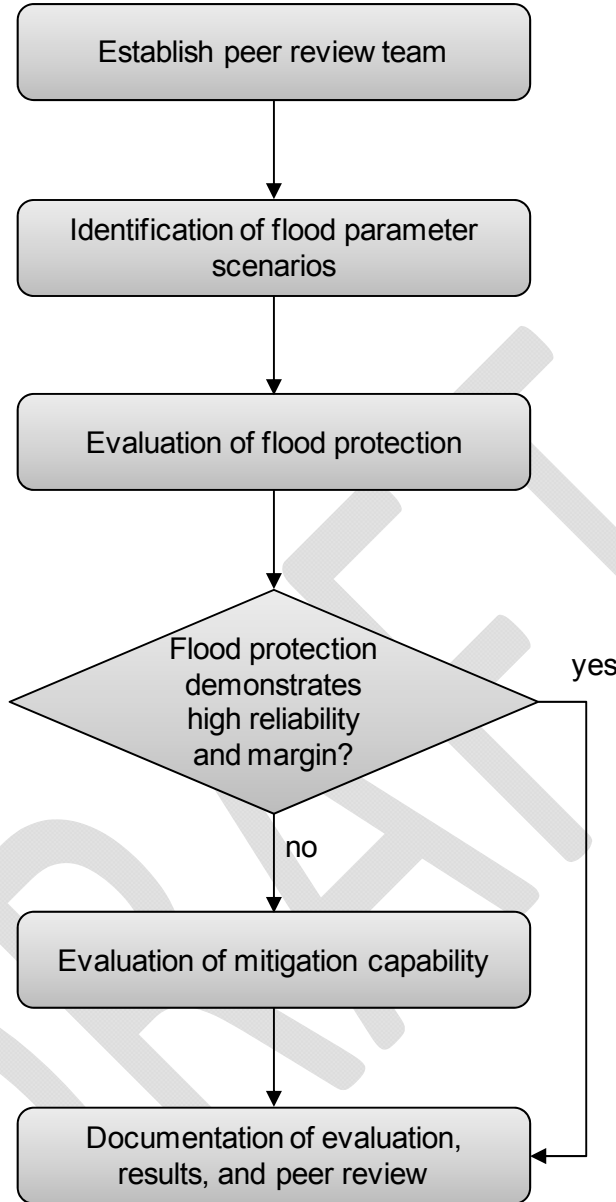 Establish peer review team
Identification of flood parameter
scenarios
Evaluation of flood protection
Flood protection
demonstrates
high reliability
and margin?
yes
no
Evaluation of mitigation capability
Documentation of evaluation,
results, and peer review
DRAFT